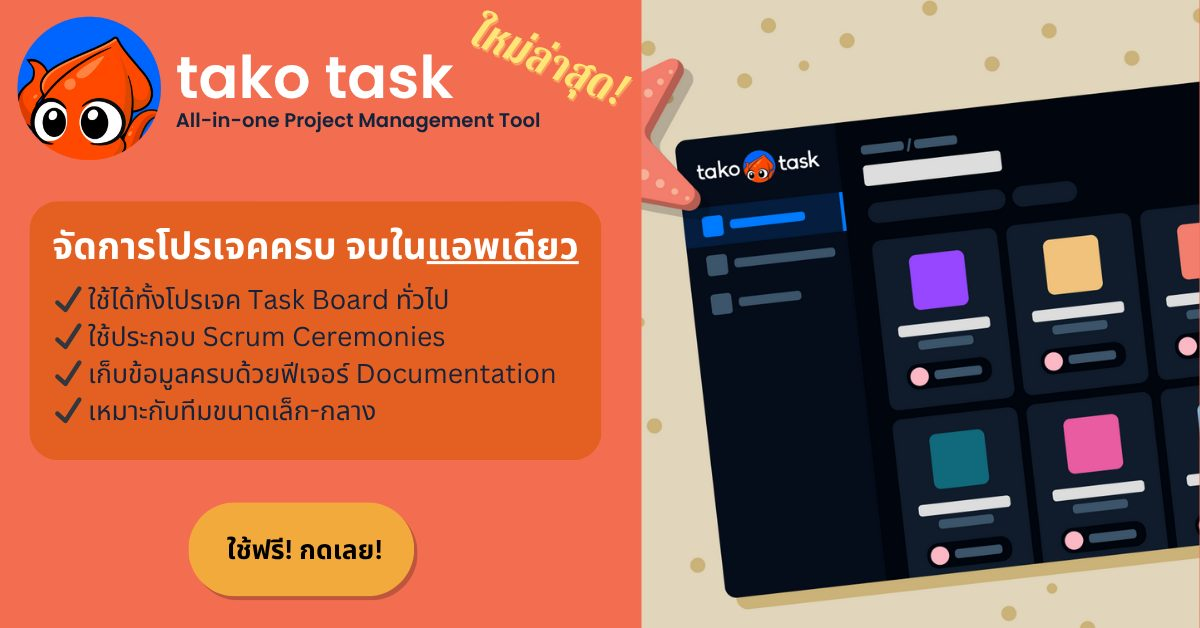 tako task
ใหม่ล่าสุด!
All-in-one Project Management Tool
จัดการโปรเจคครบ จบในแอพเดียว
ใช้ได้ทั้งโปรเจค Task Board ทั่วไป
ใช้ประกอบ Scrum Ceremonies
เก็บข้อมูลครบด้วยฟีเจอร์ Documentation
เหมาะกับทีมขนาดเล็ก-กลาง
ใช้ฟรี! กดเลย!
tako task
/